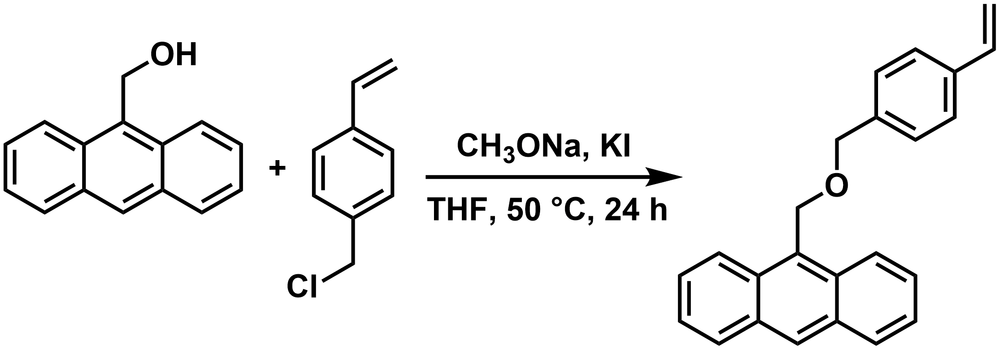 OH
+
Cl
CH₃ONa, KI
THF, 50 °C, 24 h
O